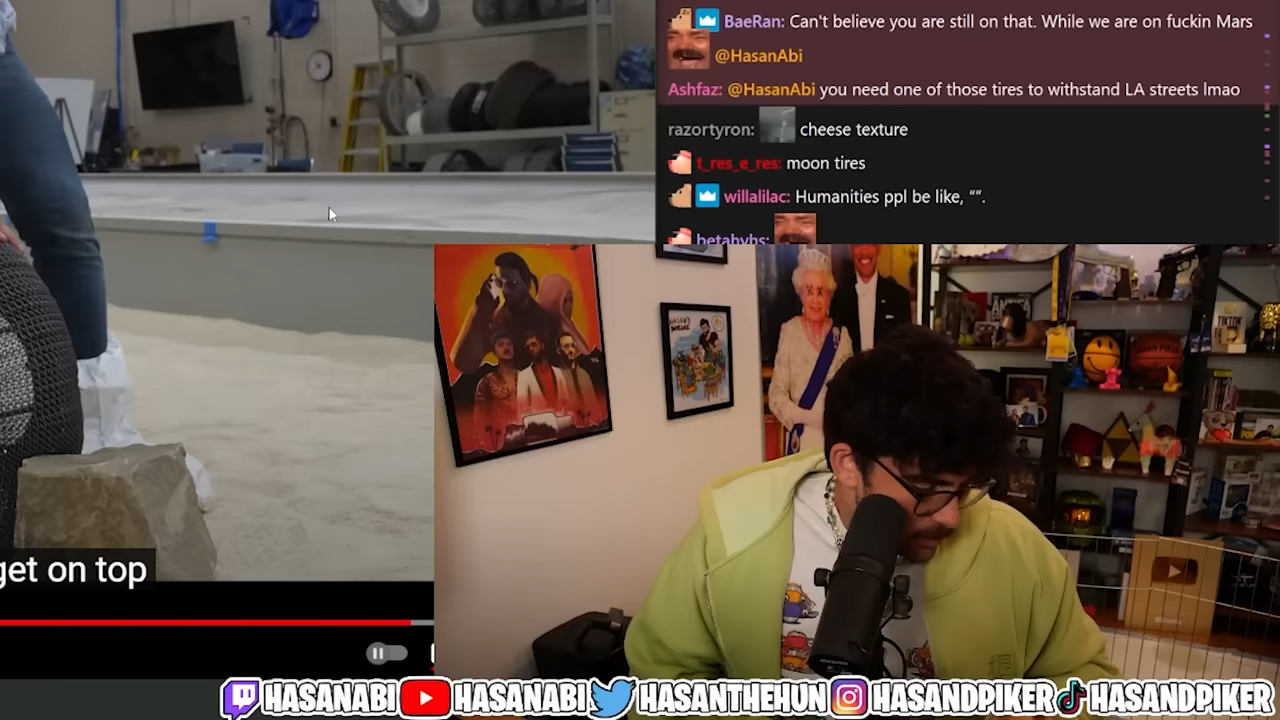 BaeRan: Can't believe you are still on that. While we are on fuckin Mars
@HasanAbi
Ashfaz: @HasanAbi you need one of those tires to withstand LA streets lmao
razortyron: cheese texture
t_res_e_res: moon tires
willalilac: Humanities ppl be like, “”.
betahyhs:
TIKTOK
get on top
HASANABI HASANABI HASANTHEHUN HASANDPIKER HASANDPIKER